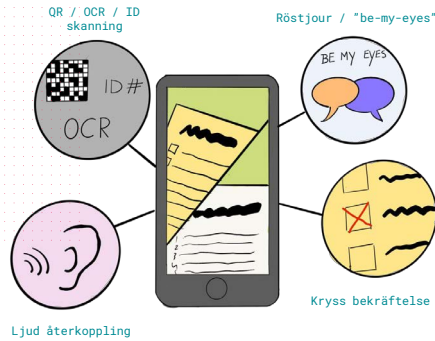 QR / OCR / ID
skanning
Röstjour / "be-my-eyes"
ID#
OCR
BE MY EYES
Kryss bekräftelse
Ljud återkoppling